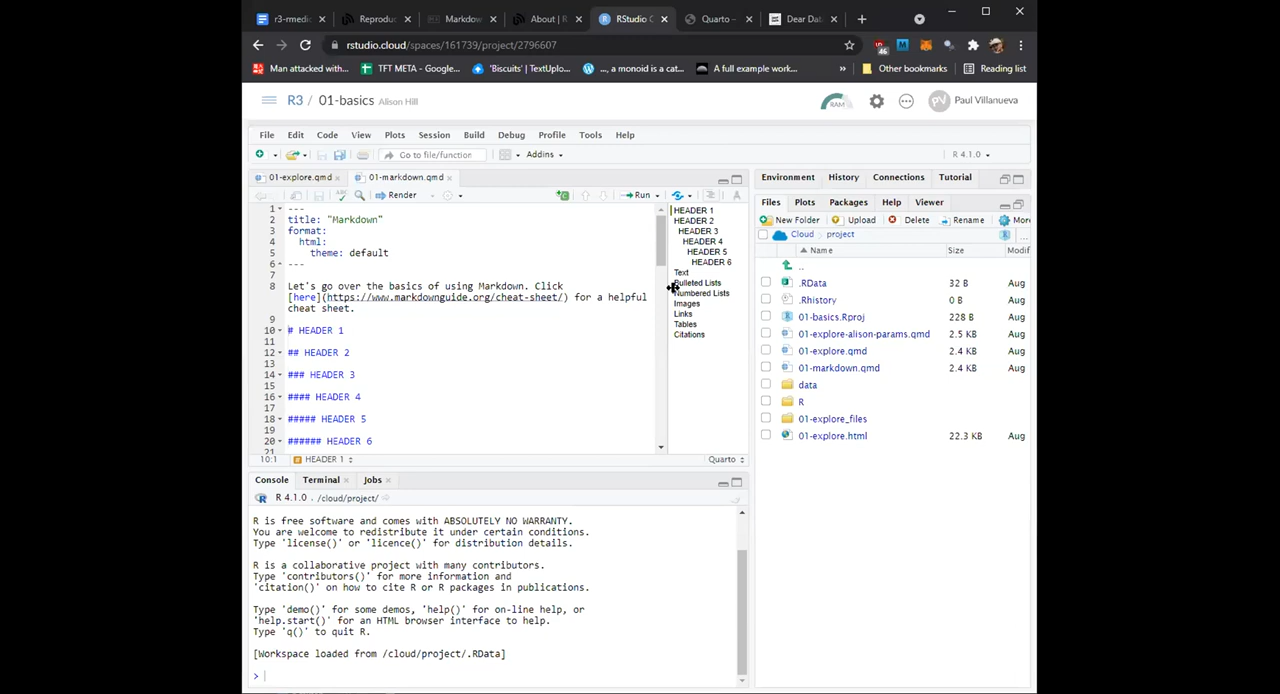 r3-rmedic
Reproduc
Markdow
About | R
RStudio C
Quarto –
Dear Dat
rstudio.cloud/spaces/161739/project/2796607
46
M
Man attacked with...
TFT META - Google...
'Biscuits' | TextUplo...
..., a monoid is a cat...
A full example work...
»
Other bookmarks
Reading list
R3 / 01-basics Alison Hill
RAM
PV Paul Villanueva
File Edit Code View Plots Session Build Debug Profile Tools Help
Go to file/function
Addins
R 4.1.0
01-explore.qmd
01-markdown.qmd
Render
Run
1 ---
2 title: "Markdown"
3 format:
4 html:
5 theme: default
6 ---
7
8 Let's go over the basics of using Markdown. Click
[here](https://www.markdownguide.org/cheat-sheet/) for a helpful
cheat sheet.
9
10 # HEADER 1
11
12 ## HEADER 2
13
14 ### HEADER 3
15
16 #### HEADER 4
17
18 ##### HEADER 5
19
20 ###### HEADER 6
21
HEADER 1
HEADER 2
HEADER 3
HEADER 4
HEADER 5
HEADER 6
Text
Bulleted Lists
Numbered Lists
Images
Links
Tables
Citations
10:1 HEADER 1
Quarto
Console Terminal Jobs
R 4.1.0 . /cloud/project/
R is free software and comes with ABSOLUTELY NO WARRANTY.
You are welcome to redistribute it under certain conditions.
Type 'license()' or 'licence()' for distribution details.
R is a collaborative project with many contributors.
Type 'contributors()' for more information and
'citation()' on how to cite R or R packages in publications.
Type 'demo()' for some demos, 'help()' for on-line help, or
'help.start()' for an HTML browser interface to help.
Type 'q()' to quit R.
[Workspace loaded from /cloud/project/.RData]
>
Environment History Connections Tutorial
Files Plots Packages Help Viewer
New Folder Upload Delete Rename More
Cloud project ...
Name Size Modif
..
.RData 32 B Aug
.Rhistory 0 B Aug
01-basics.Rproj 228 B Aug
01-explore-alison-params.qmd 2.5 KB Aug
01-explore.qmd 2.4 KB Aug
01-markdown.qmd 2.4 KB Aug
data
R
01-explore_files
01-explore.html 22.3 KB Aug